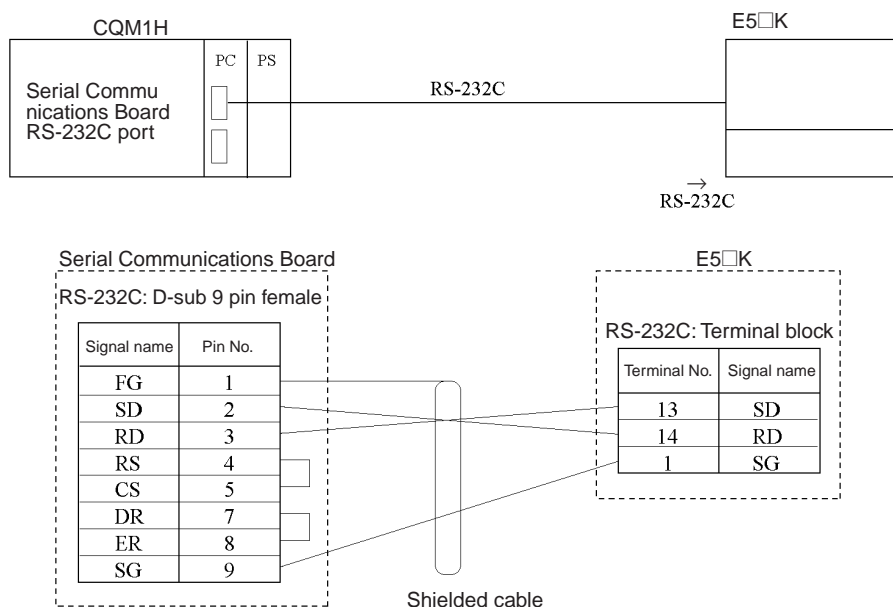 CQM1H
E5□K
PC PS
Serial Commu
nications Board
RS-232C port
RS-232C
→
RS-232C
Serial Communications Board
RS-232C: D-sub 9 pin female
Signal name Pin No.
FG 1
SD 2
RD 3
RS 4
CS 5
DR 7
ER 8
SG 9
Shielded cable
E5□K
RS-232C: Terminal block
Terminal No. Signal name
13 SD
14 RD
1 SG